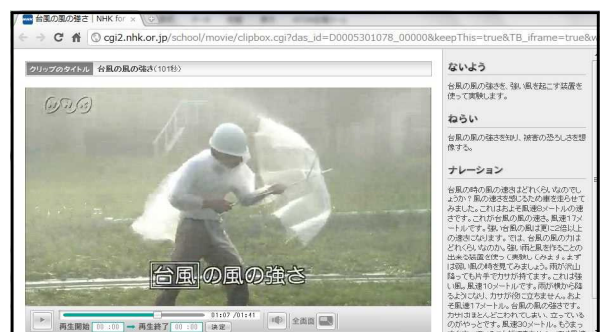 台風の風の強さ | NHK for ×
cgi2.nhk.or.jp/school/movie/clipbox.cgi?das_id=D0005301078_00000&keepThis=true&TB_iframe=true&w
クリップのタイトル 台風の風の強さ(101秒)
NHK
台風の風の強さ
01:07 /01:41
全画面
再生開始 00 :00 → 再生終了 00 :00 決定
ないよう
台風の風の強さを、強い風を起こす装置を
使って実験します。
ねらい
台風の風の強さを知り、被害の恐ろしさを想
像する。
ナレーション
台風の時の風の速さはどれくらいなのでし
ょうか？風の速さを感じるため車を走らせて
みました。これはおよそ風速8メートルの速
さです。これが台風の風の速さ。風速17メ
ートルです。強い台風の風は更に2倍以上
の速さになります。では、台風の風の力は
どれくらいなのか。強い雨と風を作ることの
出来る装置を使って実験してみます。まず
は弱い風の時を見てみましょう。雨が沢山
降っても片手でカサが持てます。これは強
い風。風速10メートルです。雨が横から降
るようになり、カサが役に立ちません。およ
そ風速17メートル。台風の風の強さです。
カサはほとんどこわれてしまい、立っている
のがやっとです。風速30メートル。もうまっ